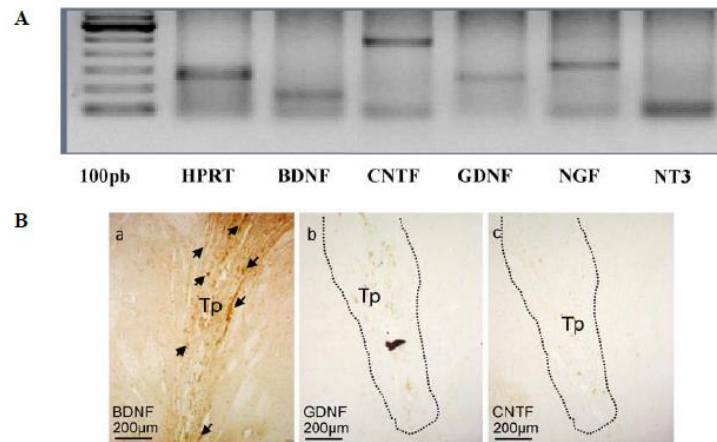 A
100pb HPRT BDNF CNTF GDNF NGF NT3
B
a b c
Tp Tp Tp
BDNF GDNF CNTF
200µm 200µm 200µm